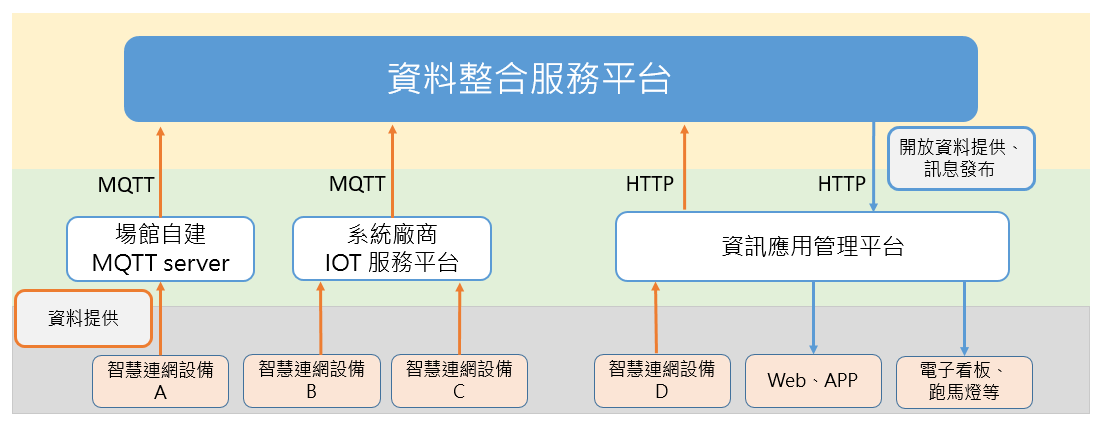 資料整合服務平台
開放資料提供、
訊息發布
MQTT
MQTT
HTTP
HTTP
場館自建
MQTT server
系統廠商
IOT 服務平台
資訊應用管理平台
資料提供
智慧連網設備
A
智慧連網設備
B
智慧連網設備
C
智慧連網設備
D
Web、APP
電子看板、
跑馬燈等